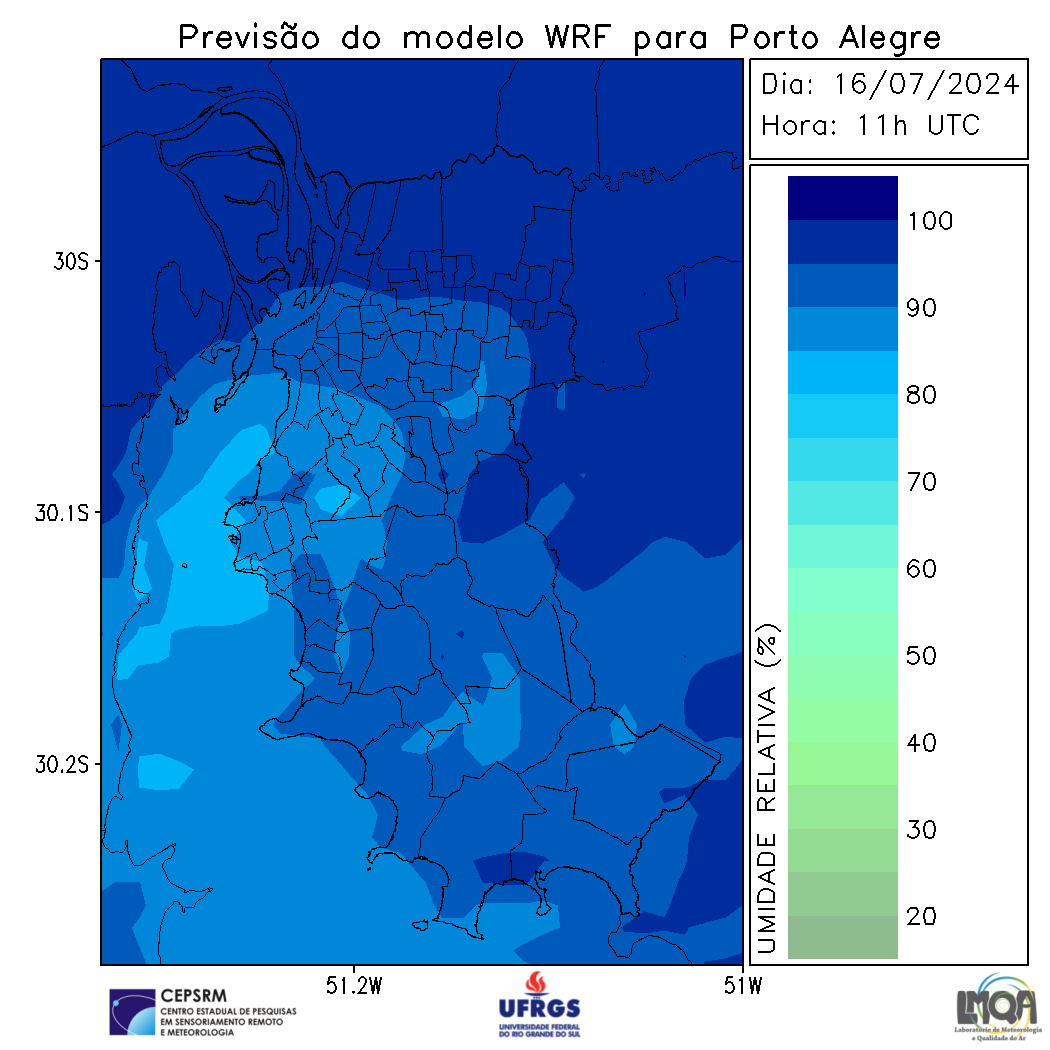 Previsão do modelo WRF para Porto Alegre
Dia: 16/07/2024
Hora: 11h UTC
100
90
80
70
60
50
40
30
20
UMIDADE RELATIVA (%)
30S
30.1S
30.2S
51.2W
51W
CEPSRM
CENTRO ESTADUAL DE PESQUISAS
EM SENSORIAMENTO REMOTO
E METEOROLOGIA
UFRGS
UNIVERSIDADE FEDERAL
DO RIO GRANDE DO SUL
LMQA
Laboratório de Meteorologia
e Qualidade do Ar